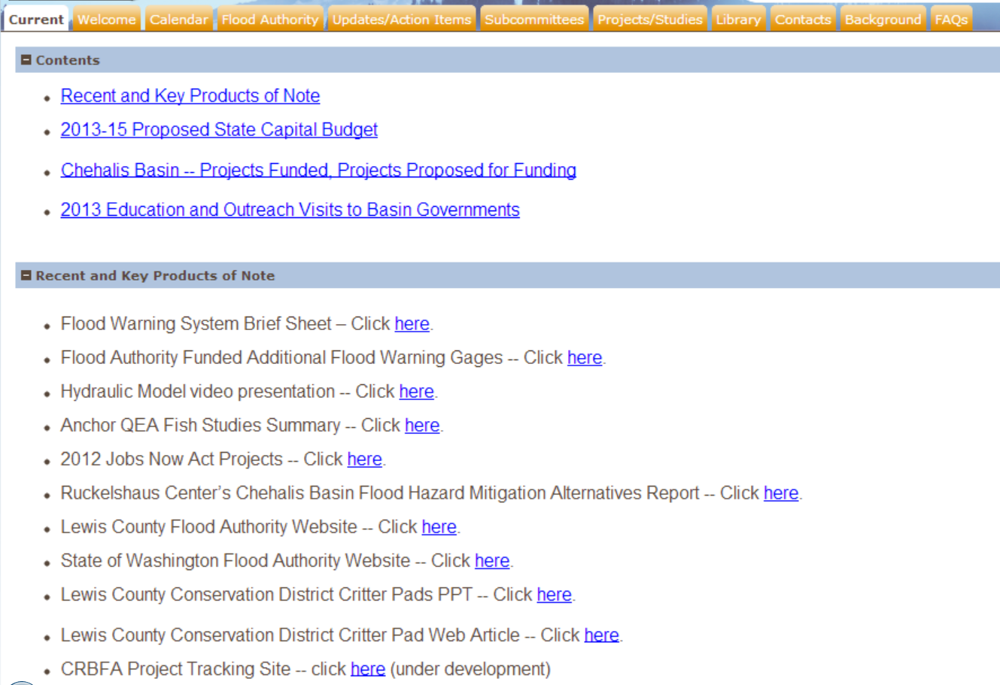 Current Welcome Calendar Flood Authority Updates/Action Items Subcommittees Projects/Studies Library Contacts Background FAQs
Contents
Recent and Key Products of Note
2013-15 Proposed State Capital Budget
Chehalis Basin -- Projects Funded, Projects Proposed for Funding
2013 Education and Outreach Visits to Basin Governments
Recent and Key Products of Note
Flood Warning System Brief Sheet – Click here.
Flood Authority Funded Additional Flood Warning Gages -- Click here.
Hydraulic Model video presentation -- Click here.
Anchor QEA Fish Studies Summary -- Click here.
2012 Jobs Now Act Projects -- Click here.
Ruckelshaus Center’s Chehalis Basin Flood Hazard Mitigation Alternatives Report -- Click here.
Lewis County Flood Authority Website -- Click here.
State of Washington Flood Authority Website -- Click here.
Lewis County Conservation District Critter Pads PPT -- Click here.
Lewis County Conservation District Critter Pad Web Article -- Click here.
CRBFA Project Tracking Site -- click here (under development)